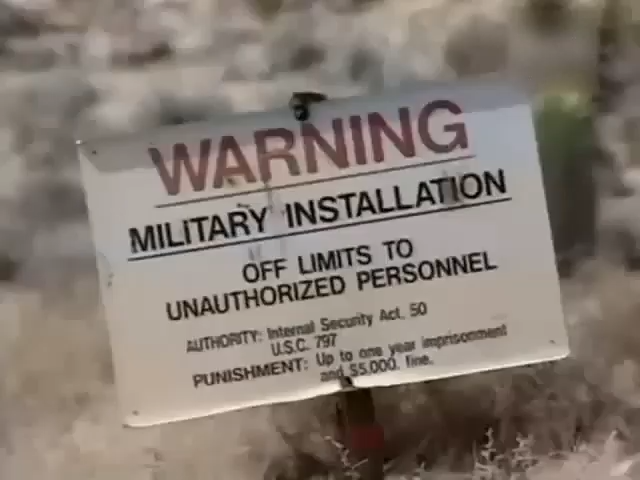 WARNING
MILITARY INSTALLATION
OFF LIMITS TO
UNAUTHORIZED PERSONNEL
AUTHORITY: Internal Security Act, 50
U.S.C. 797
PUNISHMENT: Up to one year imprisonment
and $5,000. fine.